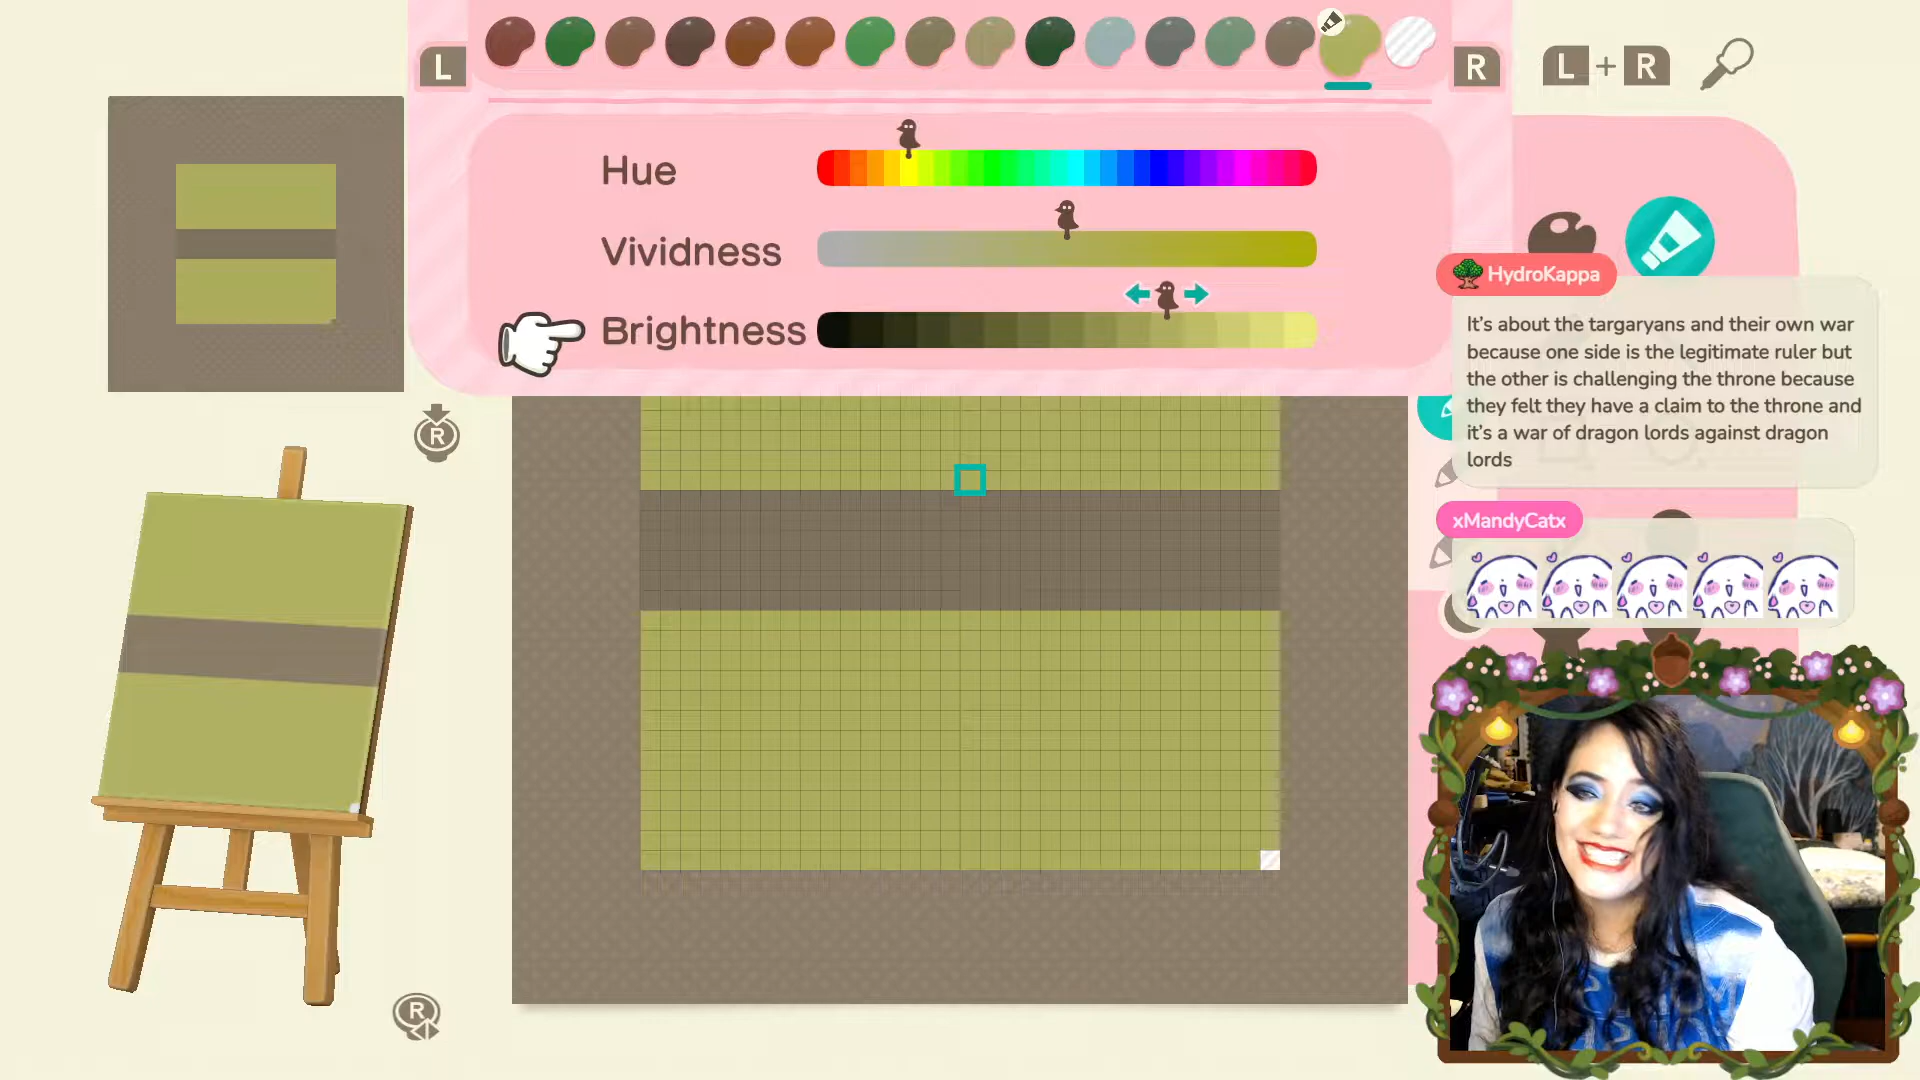 L
R
L + R
Hue
Vividness
Brightness
R
R
HydroKappa
It's about the targaryans and their own war
because one side is the legitimate ruler but
the other is challenging the throne because
they felt they have a claim to the throne and
it's a war of dragon lords against dragon
lords
xMandyCatx